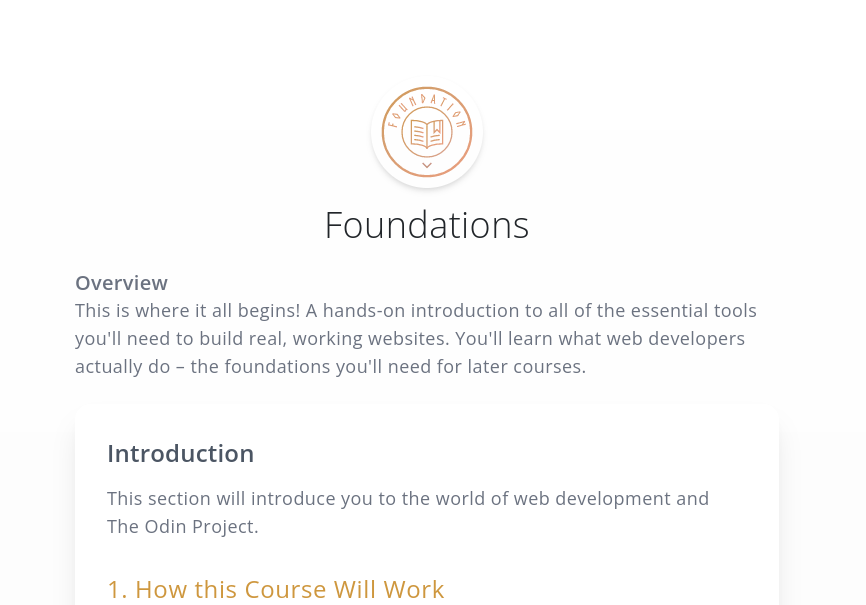 FOUNDATION
Foundations
Overview
This is where it all begins! A hands-on introduction to all of the essential tools
you'll need to build real, working websites. You'll learn what web developers
actually do – the foundations you'll need for later courses.
Introduction
This section will introduce you to the world of web development and
The Odin Project.
1. How this Course Will Work